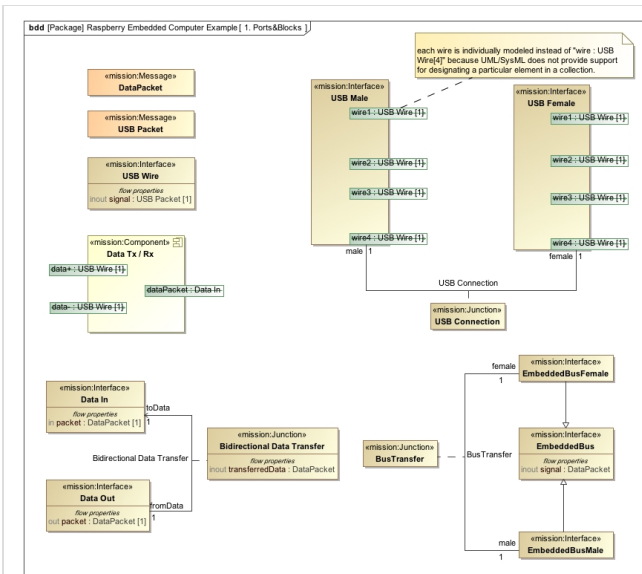 bdd [Package] Raspberry Embedded Computer Example [ 1. Ports&Blocks ]
each wire is individually modeled instead of "wire : USB
Wire[4]" because UML/SysML does not provide support
for designating a particular element in a collection.
«mission:Message»
DataPacket
«mission:Message»
USB Packet
«mission:Interface»
USB Wire
flow properties
inout signal : USB Packet [1]
«mission:Component»
Data Tx / Rx
data+ : USB Wire [1]
dataPacket : Data In
data- : USB Wire [1]
«mission:Interface»
USB Male
wire1 : USB Wire [1]
wire2 : USB Wire [1]
wire3 : USB Wire [1]
wire4 : USB Wire [1]
male 1
«mission:Interface»
USB Female
wire1 : USB Wire [1]
wire2 : USB Wire [1]
wire3 : USB Wire [1]
wire4 : USB Wire [1]
female 1
USB Connection
«mission:Junction»
USB Connection
«mission:Interface»
Data In
flow properties
in packet : DataPacket [1]
toData
1
Bidirectional Data Transfer
«mission:Junction»
Bidirectional Data Transfer
flow properties
inout transferredData : DataPacket
«mission:Interface»
Data Out
flow properties
out packet : DataPacket [1]
fromData
1
«mission:Junction»
BusTransfer
BusTransfer
female
1
«mission:Interface»
EmbeddedBusFemale
«mission:Interface»
EmbeddedBus
flow properties
inout signal : DataPacket
male
1
«mission:Interface»
EmbeddedBusMale